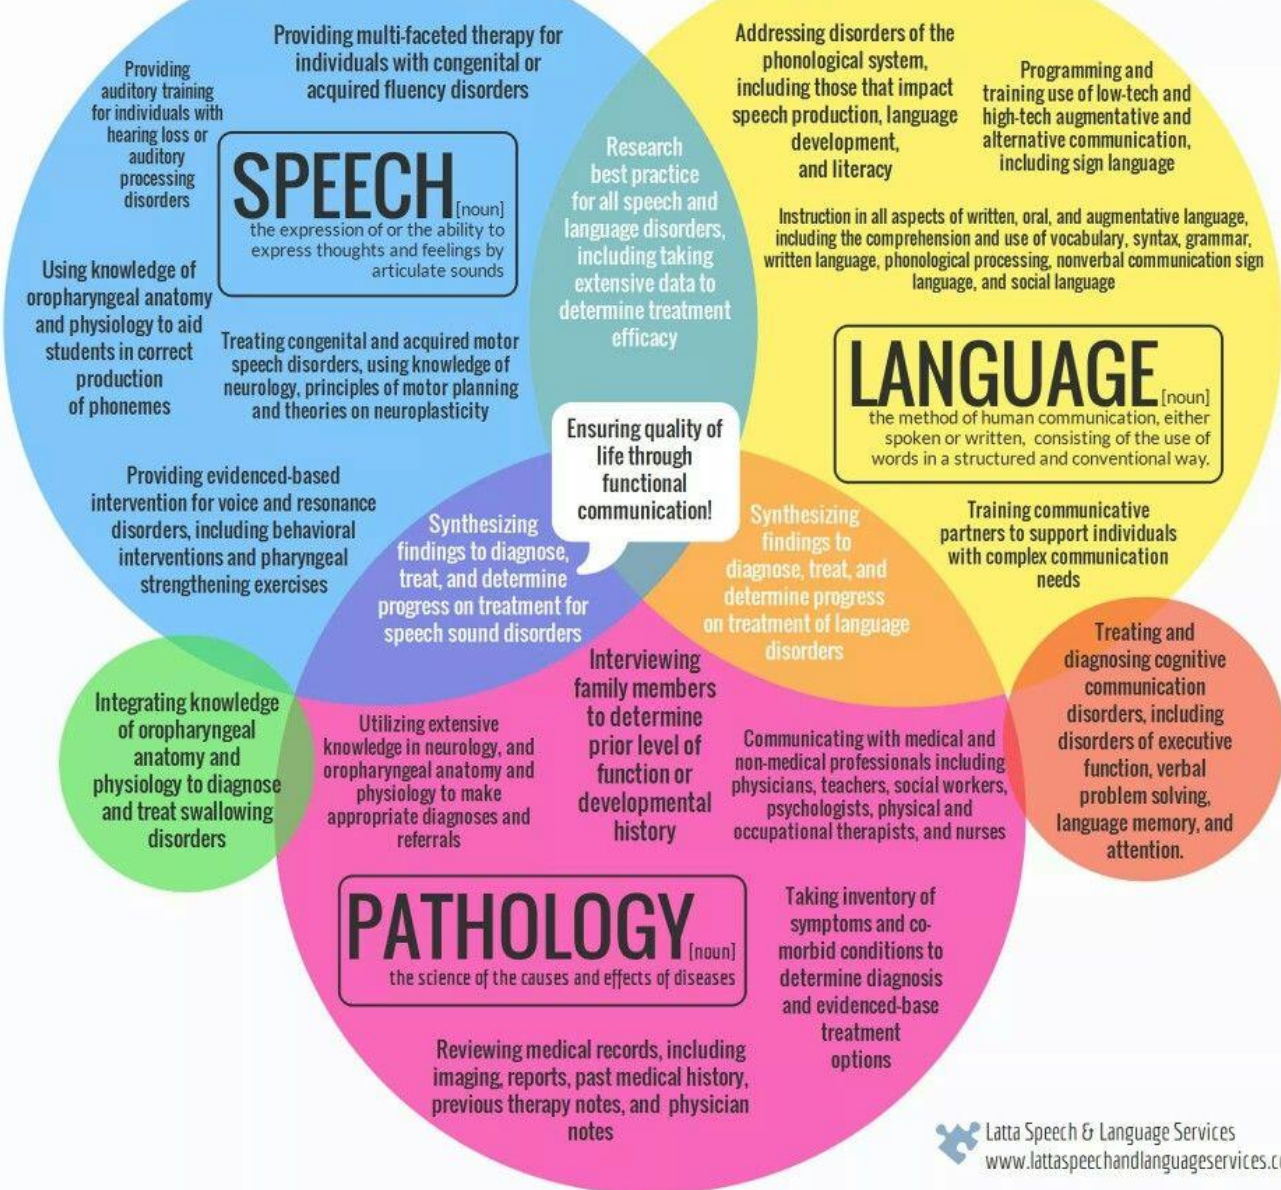 Providing multi-faceted therapy for
individuals with congenital or
acquired fluency disorders
Providing
auditory training
for individuals with
hearing loss or
auditory
processing
disorders
SPEECH [noun]
the expression of or the ability to
express thoughts and feelings by
articulate sounds
Using knowledge of
oropharyngeal anatomy
and physiology to aid
students in correct
production
of phonemes
Treating congenital and acquired motor
speech disorders, using knowledge of
neurology, principles of motor planning
and theories on neuroplasticity
Providing evidenced-based
intervention for voice and resonance
disorders, including behavioral
interventions and pharyngeal
strengthening exercises
Research
best practice
for all speech and
language disorders,
including taking
extensive data to
determine treatment
efficacy
Addressing disorders of the
phonological system,
including those that impact
speech production, language
development,
and literacy
Programming and
training use of low-tech and
high-tech augmentative and
alternative communication,
including sign language
Instruction in all aspects of written, oral, and augmentative language,
including the comprehension and use of vocabulary, syntax, grammar,
written language, phonological processing, nonverbal communication sign
language, and social language
LANGUAGE [noun]
the method of human communication, either
spoken or written, consisting of the use of
words in a structured and conventional way.
Training communicative
partners to support individuals
with complex communication
needs
Ensuring quality of
life through
functional
communication!
Synthesizing
findings to diagnose,
treat, and determine
progress on treatment for
speech sound disorders
Synthesizing
findings to
diagnose, treat, and
determine progress
on treatment of language
disorders
Integrating knowledge
of oropharyngeal
anatomy and
physiology to diagnose
and treat swallowing
disorders
Utilizing extensive
knowledge in neurology, and
oropharyngeal anatomy and
physiology to make
appropriate diagnoses and
referrals
Interviewing
family members
to determine
prior level of
function or
developmental
history
Communicating with medical and
non-medical professionals including
physicians, teachers, social workers,
psychologists, physical and
occupational therapists, and nurses
Treating and
diagnosing cognitive
communication
disorders, including
disorders of executive
function, verbal
problem solving,
language memory, and
attention.
PATHOLOGY [noun]
the science of the causes and effects of diseases
Taking inventory of
symptoms and co-
morbid conditions to
determine diagnosis
and evidenced-base
treatment
options
Reviewing medical records, including
imaging, reports, past medical history,
previous therapy notes, and physician
notes
Latta Speech & Language Services
www.lattaspeechandlanguageservices.c